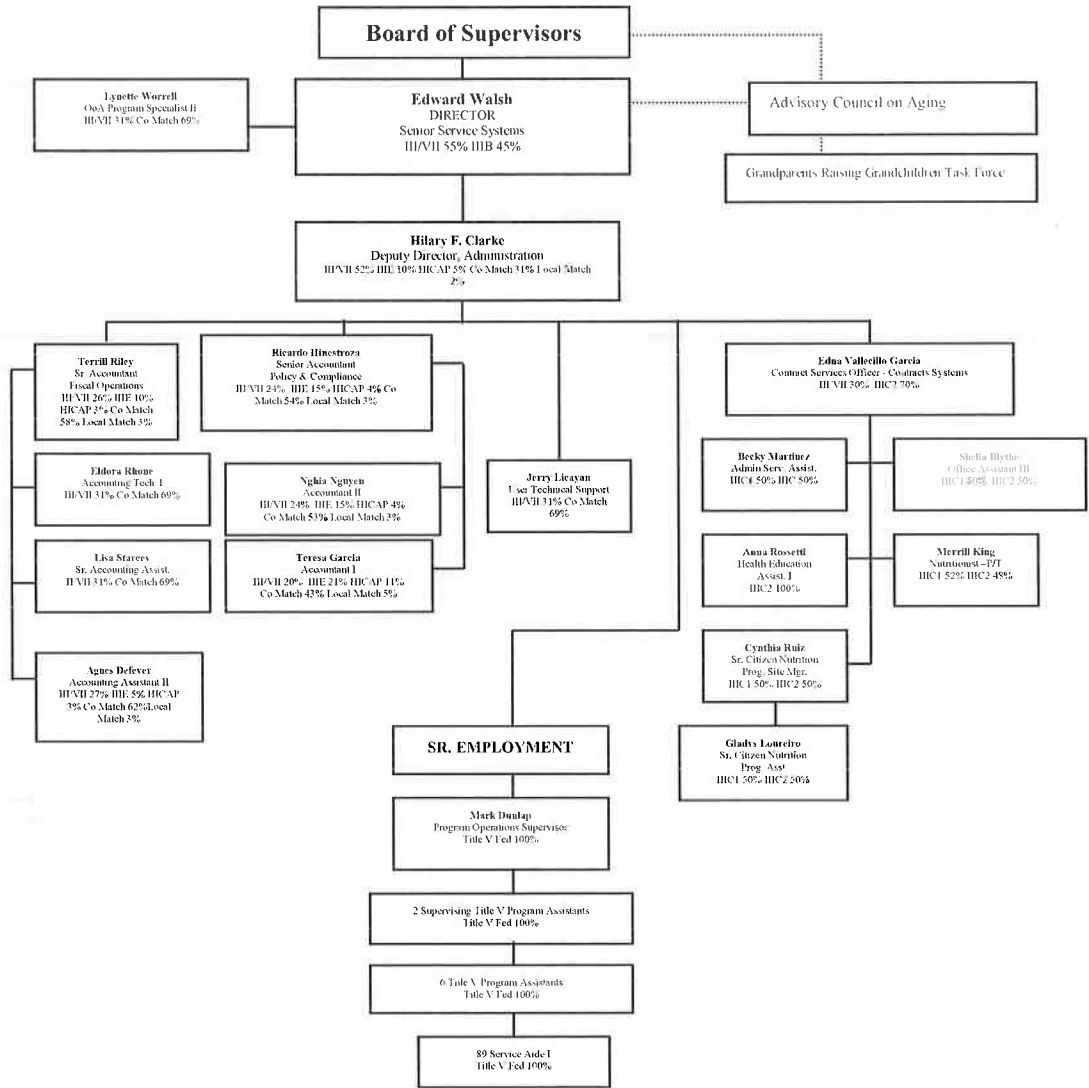 Board of Supervisors
Lynette Worrell
OoA Program Specialist II
III/VII 31% Co Match 69%
Edward Walsh
DIRECTOR
Senior Service Systems
III/VII 55% IIIB 45%
Advisory Council on Aging
Grandparents Raising Grandchildren Task Force
Hilary F. Clarke
Deputy Director, Administration
III/VII 52% IIIE 10% HICAP 5% Co Match 31% Local Match
2%
Terrill Riley
Sr. Accountant
Fiscal Operations
III/VII 26% IIIE 10%
HICAP 3% Co Match
58% Local Match 3%
Ricardo Hinestroza
Senior Accountant
Policy & Compliance
III/VII 24% IIIE 15% HICAP 4% Co
Match 54% Local Match 3%
Edna Vallecillo Garcia
Contract Services Officer - Contracts Systems
III/VII 30% IIIC2 70%
Eldora Rhone
Accounting Tech I
III/VII 31% Co Match 69%
Nghia Nguyen
Accountant II
III/VII 24% IIIE 15% HICAP 4%
Co Match 53% Local Match 3%
Jerry Licayan
User Technical Support
III/VII 31% Co Match
69%
Becky Martinez
Admin Serv. Assist.
IIIC1 50% IIIC 50%
Shelia Blythe
Office Assistant III
IIIC1 50% IIIC2 50%
Lisa Starcex
Sr. Accounting Assist.
II/VII 31% Co Match 69%
Teresa Garcia
Accountant I
III/VII 20% IIIE 21% HICAP 11%
Co Match 43% Local Match 5%
Anna Rossetti
Health Education
Assist. I
IIIC2 100%
Merrill King
Nutritionist –P/T
IIIC1 52% IIIC2 48%
Agnes Defever
Accounting Assistant II
III/VII 27% IIIE 5% HICAP
3% Co Match 62%Local
Match 3%
Cynthia Ruiz
Sr. Citizen Nutrition
Prog. Site Mgr.
IIIC1 50% IIIC2 50%
Gladys Loureiro
Sr. Citizen Nutrition
Prog. Asst
IIIC1 50% IIIC2 50%
SR. EMPLOYMENT
Mark Dunlap
Program Operations Supervisor
Title V Fed 100%
2 Supervising Title V Program Assistants
Title V Fed 100%
6 Title V Program Assistants
Title V Fed 100%
89 Service Aide I
Title V Fed 100%